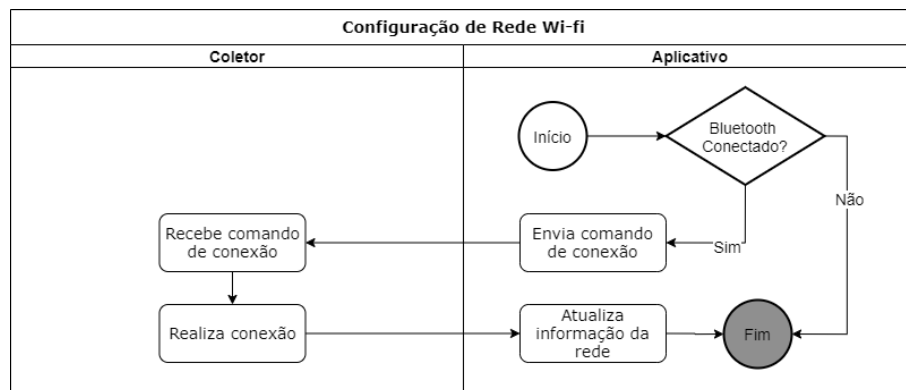 Configuração de Rede Wi-fi
Coletor
Aplicativo
Início
Bluetooth
Conectado?
Não
Sim
Envia comando
de conexão
Recebe comando
de conexão
Realiza conexão
Atualiza
informação da
rede
Fim